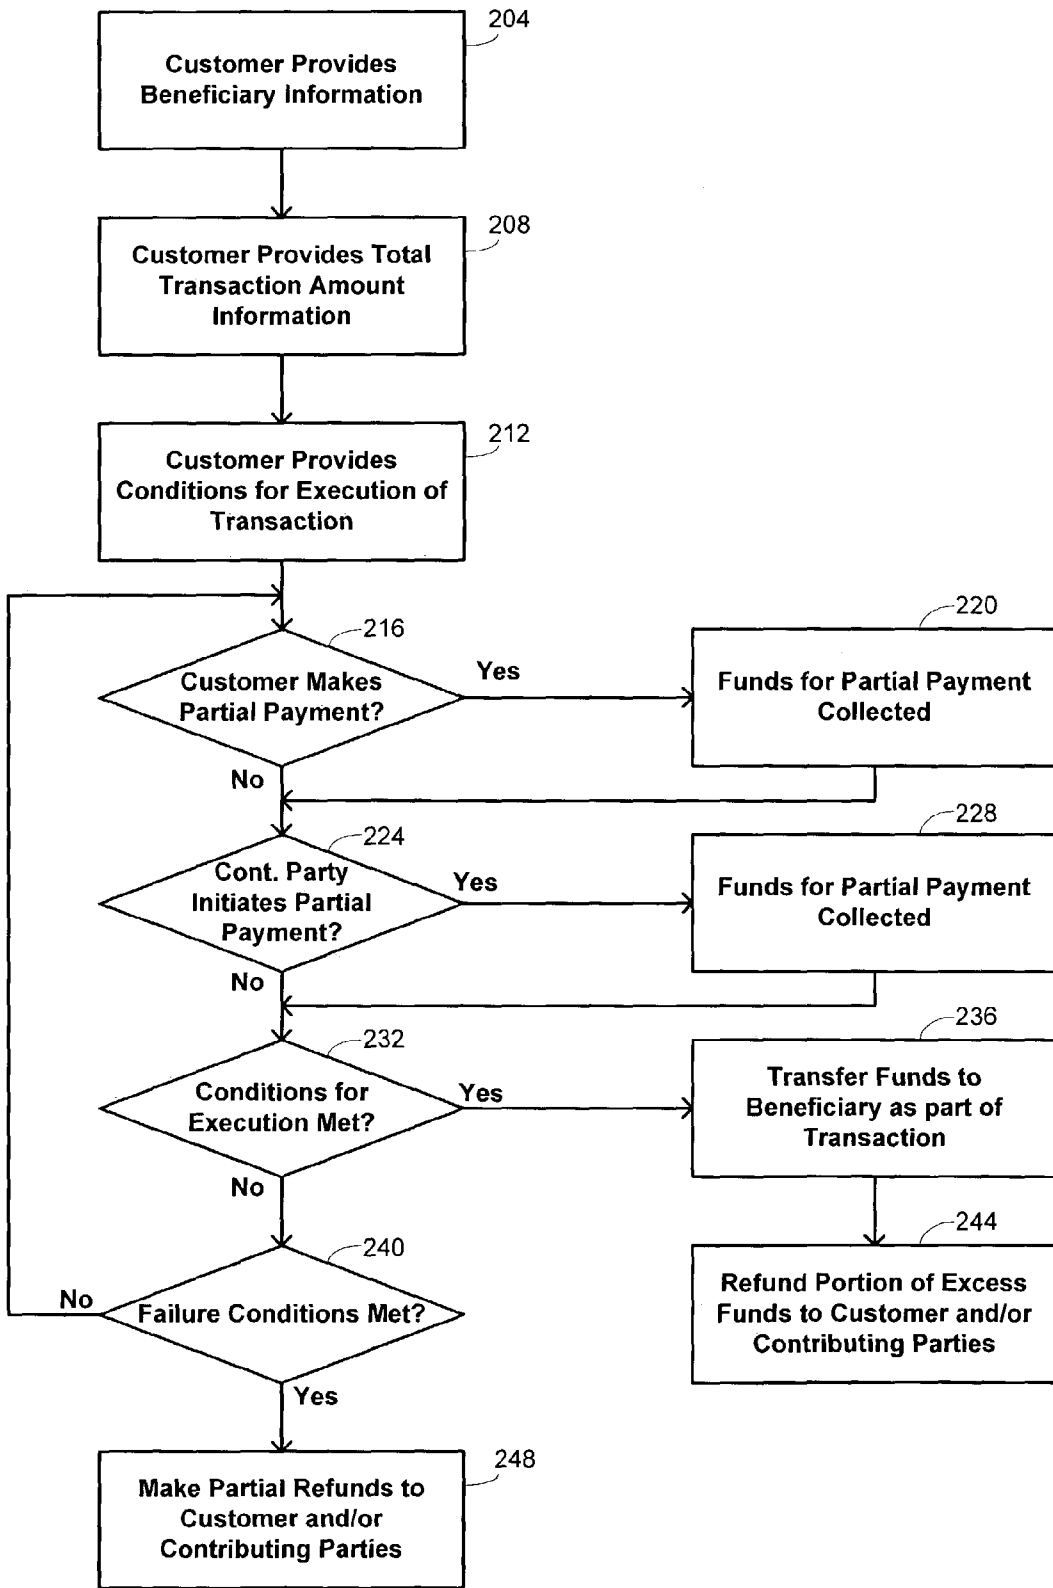 204
Customer Provides
Beneficiary Information
208
Customer Provides Total
Transaction Amount
Information
212
Customer Provides
Conditions for Execution of
Transaction
216
Customer Makes
Partial Payment?
Yes
No
220
Funds for Partial Payment
Collected
224
Cont. Party
Initiates Partial
Payment?
Yes
No
228
Funds for Partial Payment
Collected
232
Conditions for
Execution Met?
Yes
No
236
Transfer Funds to
Beneficiary as part of
Transaction
240
Failure Conditions Met?
No
Yes
244
Refund Portion of Excess
Funds to Customer and/or
Contributing Parties
248
Make Partial Refunds to
Customer and/or
Contributing Parties